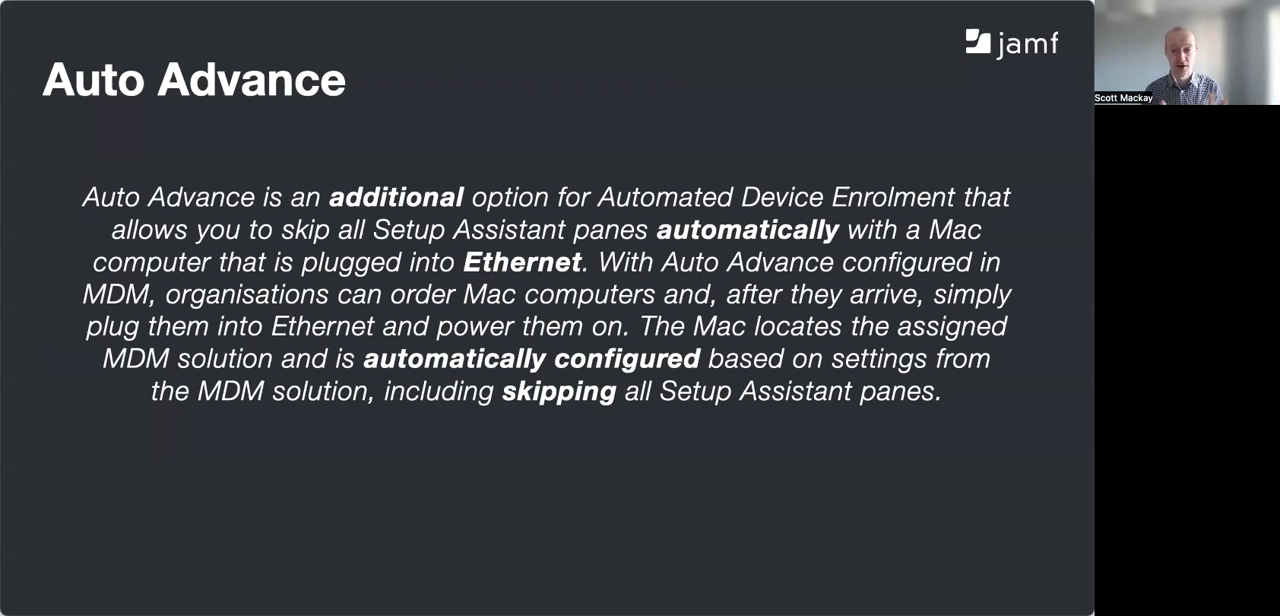 jamf
Auto Advance
Auto Advance is an additional option for Automated Device Enrolment that
allows you to skip all Setup Assistant panes automatically with a Mac
computer that is plugged into Ethernet. With Auto Advance configured in
MDM, organisations can order Mac computers and, after they arrive, simply
plug them into Ethernet and power them on. The Mac locates the assigned
MDM solution and is automatically configured based on settings from
the MDM solution, including skipping all Setup Assistant panes.
Scott Mackay